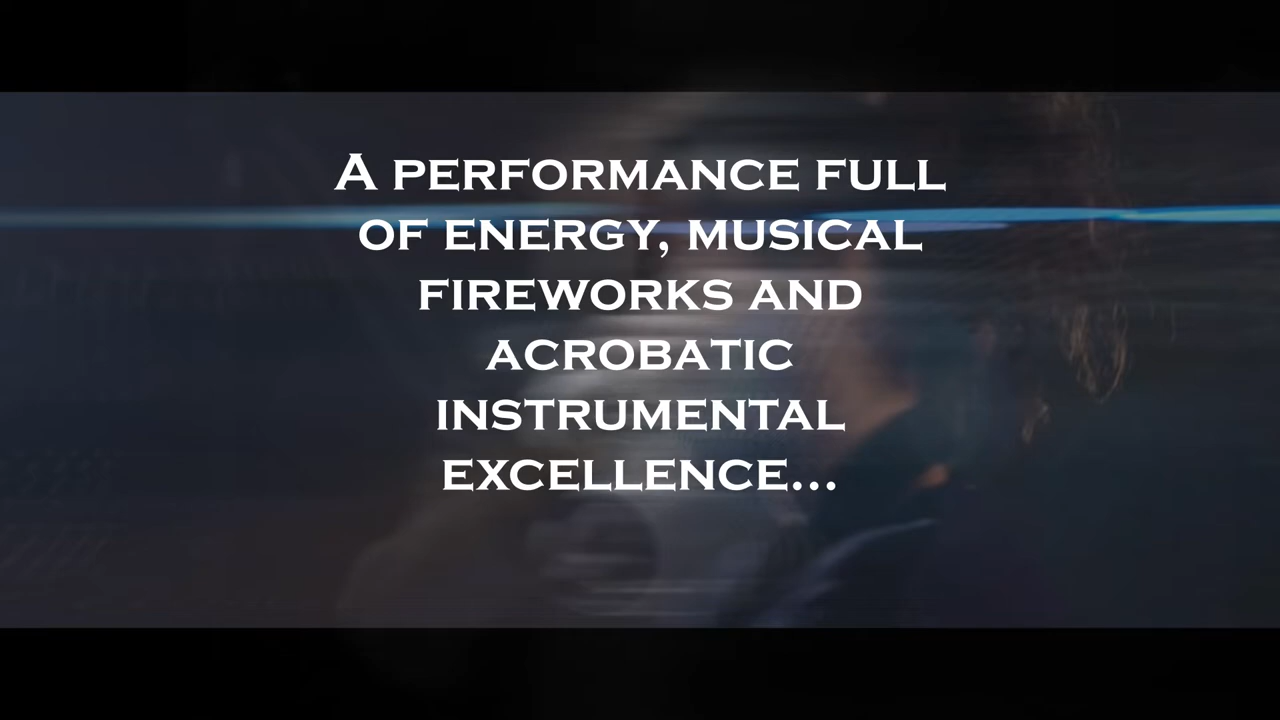 A PERFORMANCE FULL
OF ENERGY, MUSICAL
FIREWORKS AND
ACROBATIC
INSTRUMENTAL
EXCELLENCE...